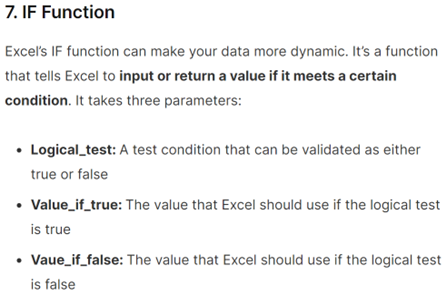 7. IF Function
Excel's IF function can make your data more dynamic. It's a function
that tells Excel to input or return a value if it meets a certain
condition. It takes three parameters:
• Logical_test: A test condition that can be validated as either
true or false
• Value_if_true: The value that Excel should use if the logical test
is true
• Vaue_if_false: The value that Excel should use if the logical test
is false